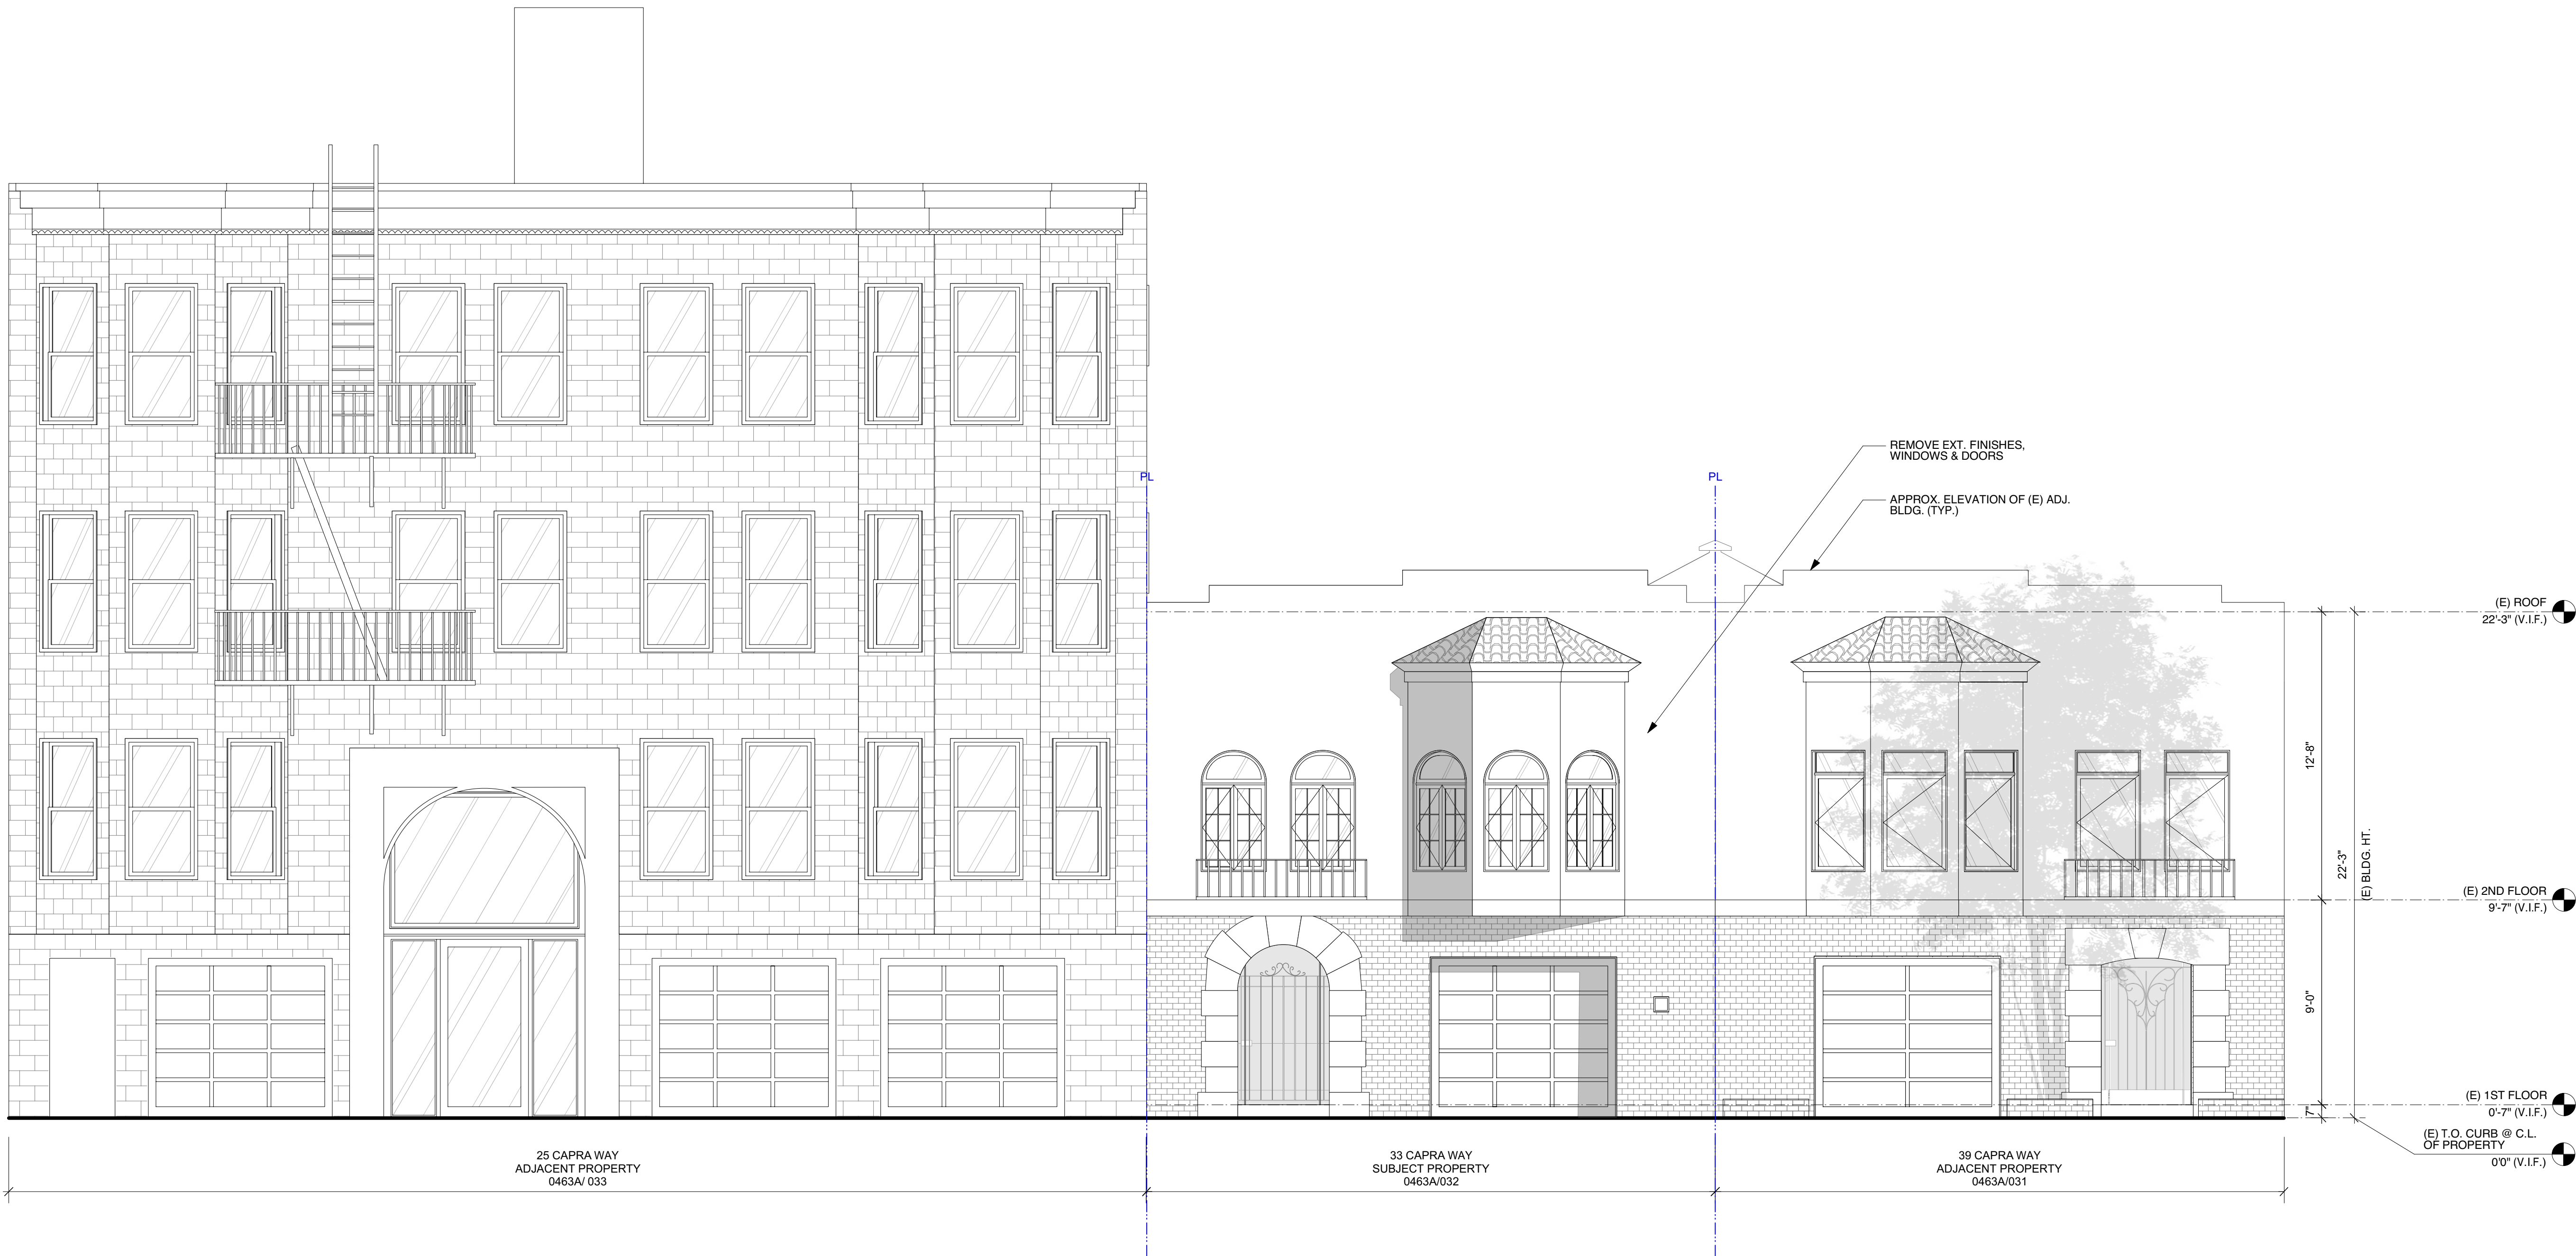 PL
PL
REMOVE EXT. FINISHES,
WINDOWS & DOORS
APPROX. ELEVATION OF (E) ADJ.
BLDG. (TYP.)
(E) ROOF
22'-3" (V.I.F.)
12'-8"
22'-3"
(E) BLDG. HT.
(E) 2ND FLOOR
9'-7" (V.I.F.)
9'-0"
(E) 1ST FLOOR
0'-7" (V.I.F.)
7"
(E) T.O. CURB @ C.L.
OF PROPERTY
0'0" (V.I.F.)
25 CAPRA WAY
ADJACENT PROPERTY
0463A/ 033
33 CAPRA WAY
SUBJECT PROPERTY
0463A/032
39 CAPRA WAY
ADJACENT PROPERTY
0463A/031